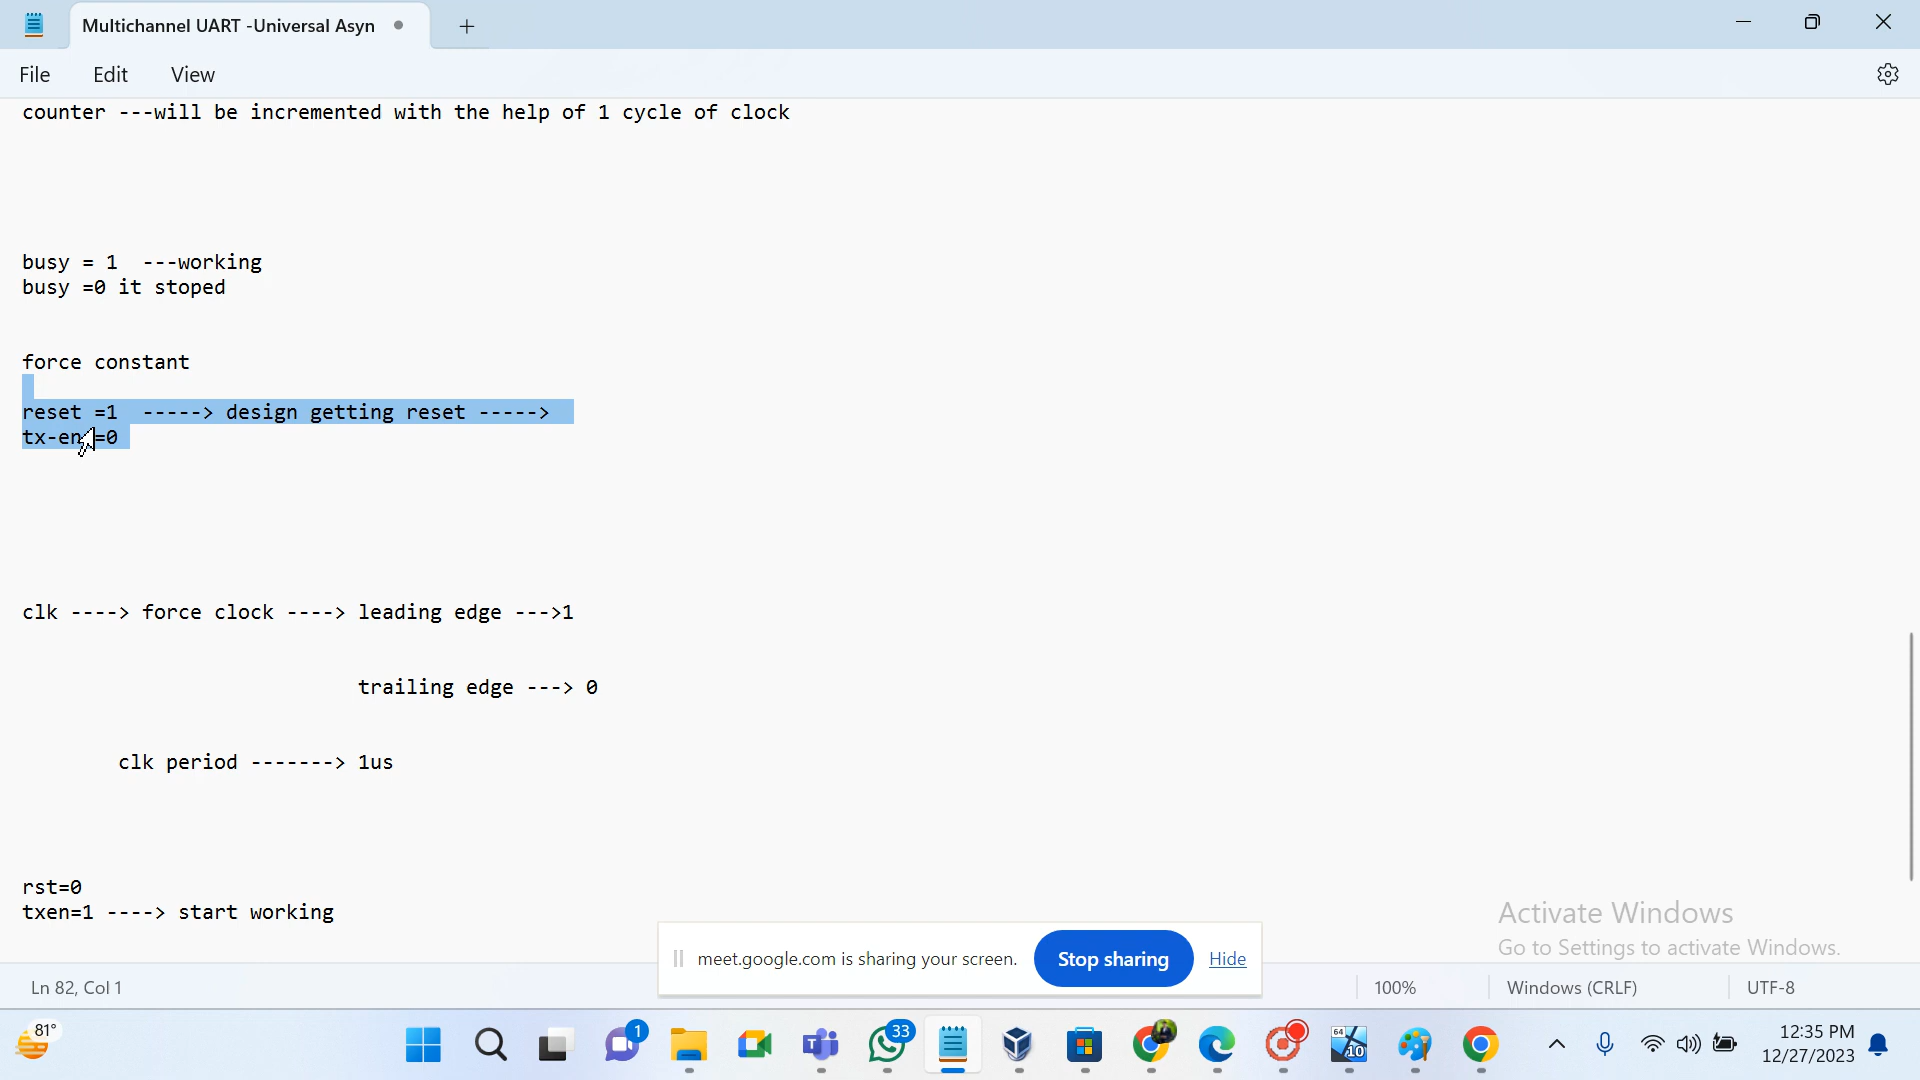 Multichannel UART -Universal Asyn
File Edit View
counter ---will be incremented with the help of 1 cycle of clock
busy = 1  ---working
busy =0 it stoped
force constant
reset =1  -----> design getting reset ----->
tx-en =0
clk ----> force clock ----> leading edge --->1
trailing edge ---> 0
clk period -------> 1us
rst=0
txen=1 ----> start working
Activate Windows
Go to Settings to activate Windows.
meet.google.com is sharing your screen. Stop sharing Hide
Ln 82, Col 1 100% Windows (CRLF) UTF-8
81° 1 33 64 10 12:35 PM
12/27/2023